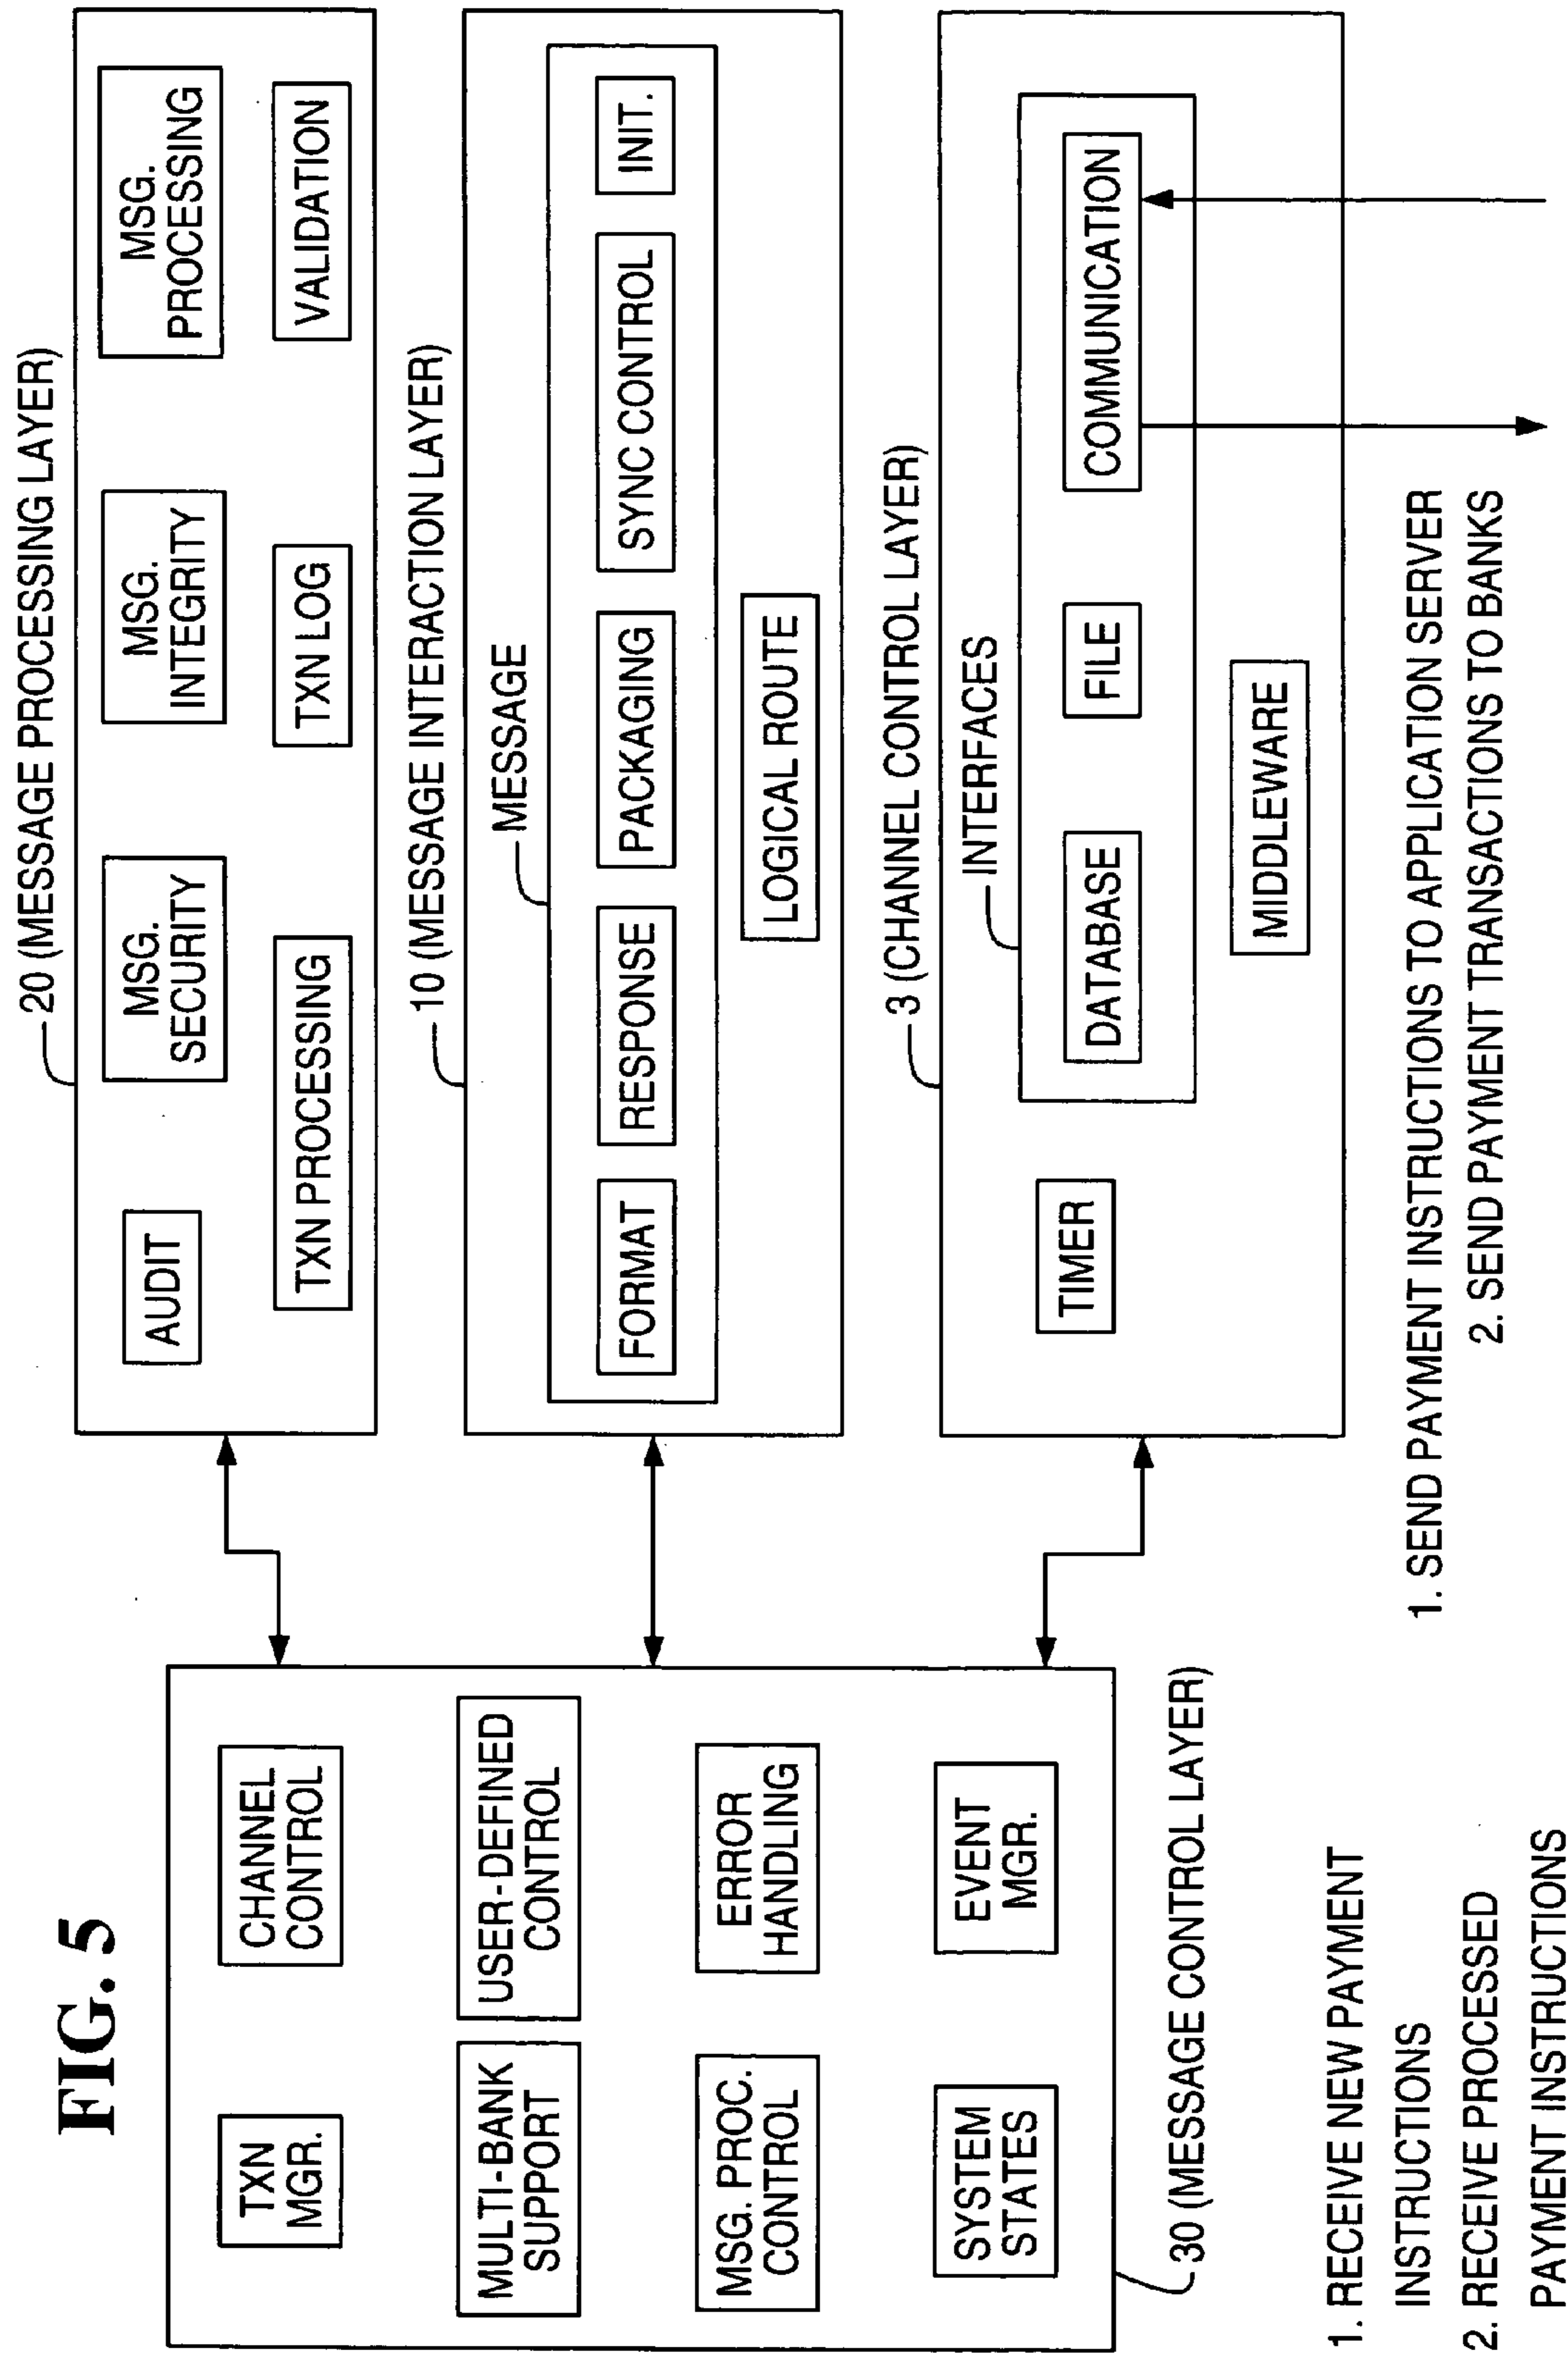 FIG. 5
TXN
MGR.
CHANNEL
CONTROL
MULTI-BANK
SUPPORT
USER-DEFINED
CONTROL
MSG. PROC.
CONTROL
ERROR
HANDLING
SYSTEM
STATES
EVENT
MGR.
30 (MESSAGE CONTROL LAYER)
1. RECEIVE NEW PAYMENT
INSTRUCTIONS
2. RECEIVE PROCESSED
PAYMENT INSTRUCTIONS
20 (MESSAGE PROCESSING LAYER)
AUDIT
MSG.
SECURITY
MSG.
INTEGRITY
MSG.
PROCESSING
TXN PROCESSING
TXN LOG
VALIDATION
10 (MESSAGE INTERACTION LAYER)
MESSAGE
FORMAT
RESPONSE
PACKAGING
SYNC CONTROL
INIT.
LOGICAL ROUTE
3 (CHANNEL CONTROL LAYER)
INTERFACES
TIMER
DATABASE
FILE
COMMUNICATION
MIDDLEWARE
1. SEND PAYMENT INSTRUCTIONS TO APPLICATION SERVER
2. SEND PAYMENT TRANSACTIONS TO BANKS